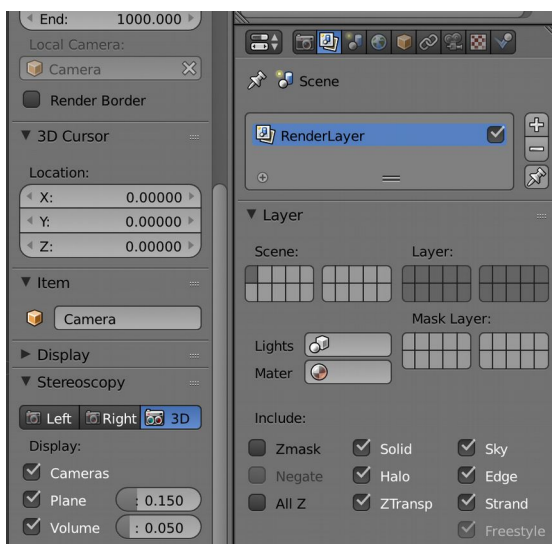 End: 1000.000
Local Camera:
Camera
Render Border
3D Cursor
Location:
X: 0.00000
Y: 0.00000
Z: 0.00000
Item
Camera
Display
Stereoscopy
Left Right 3D
Display:
Cameras
Plane : 0.150
Volume : 0.050
Scene
RenderLayer
Layer
Scene: Layer:
Mask Layer:
Lights
Mater
Include:
Zmask Solid Sky
Negate Halo Edge
All Z ZTransp Strand
Freestyle